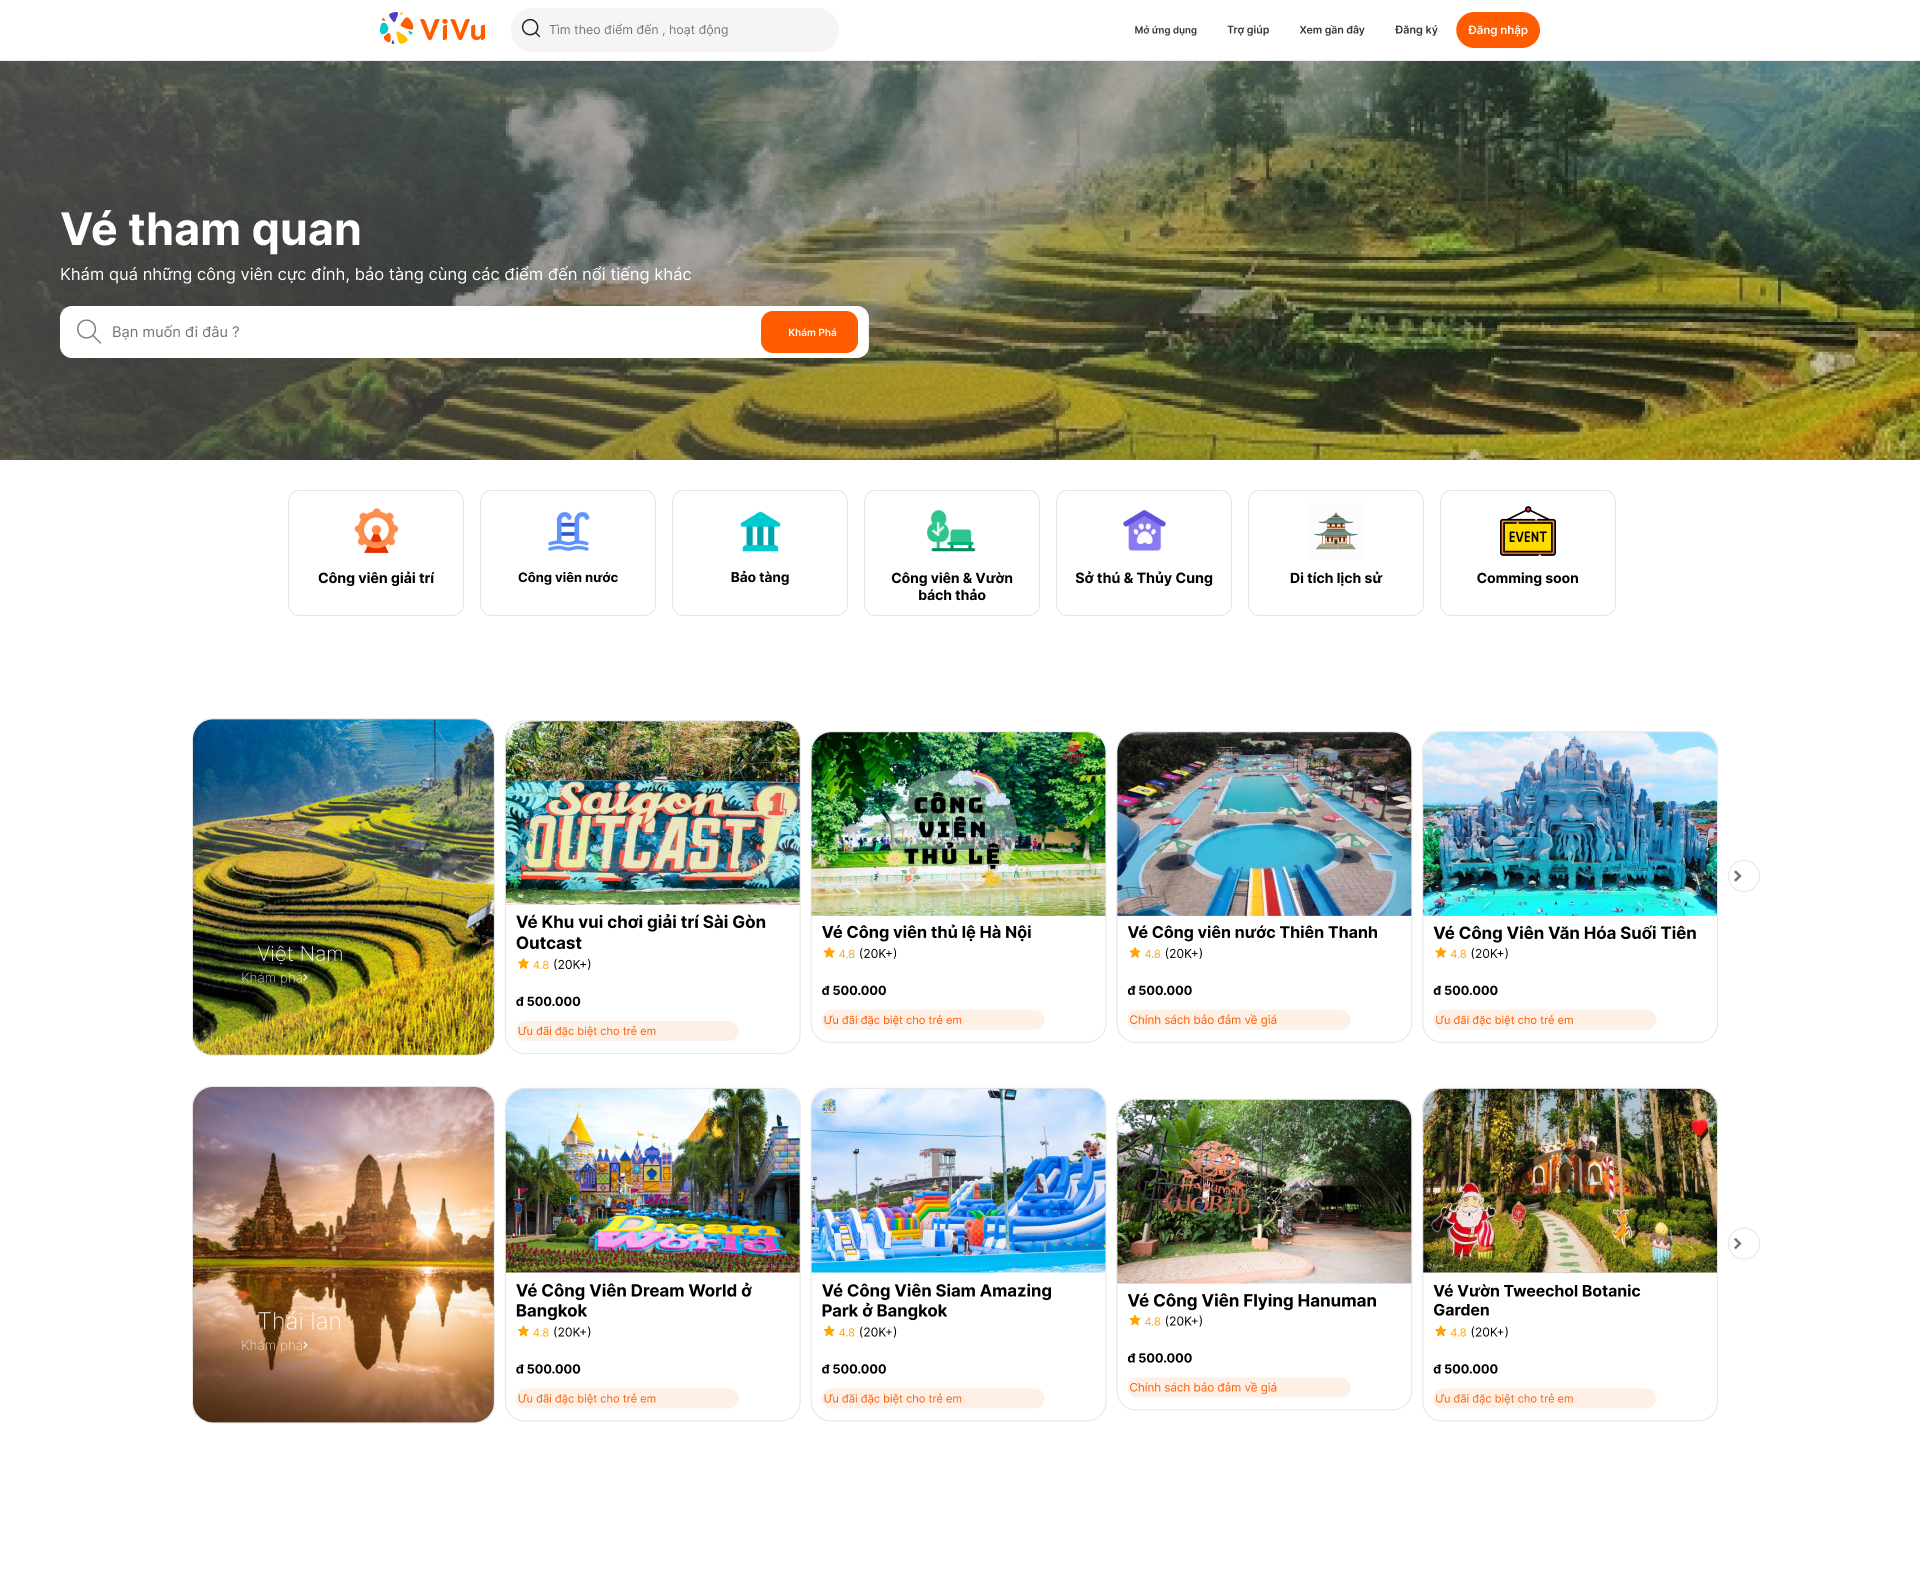 ViVu
Tìm theo điểm đến , hoạt động
Mở ứng dụng
Trợ giúp
Xem gần đây
Đăng ký
Đăng nhập
Vé tham quan
Khám quá những công viên cực đỉnh, bảo tàng cùng các điểm đến nổi tiếng khác
Bạn muốn đi đâu ?
Khám Phá
Công viên giải trí
Công viên nước
Bảo tàng
Công viên & Vườn
bách thảo
Sở thú & Thủy Cung
Di tích lịch sử
EVENT
Comming soon
Việt Nam
Khám phá
Saigon
OUTCAST
1
Vé Khu vui chơi giải trí Sài Gòn
Outcast
4.8 (20K+)
đ 500.000
Ưu đãi đặc biệt cho trẻ em
CÔNG
VIÊN
THỦ LỆ
Vé Công viên thủ lệ Hà Nội
4.8 (20K+)
đ 500.000
Ưu đãi đặc biệt cho trẻ em
Vé Công viên nước Thiên Thanh
4.8 (20K+)
đ 500.000
Chính sách bảo đảm về giá
Vé Công Viên Văn Hóa Suối Tiên
4.8 (20K+)
đ 500.000
Ưu đãi đặc biệt cho trẻ em
Thái lan
Khám phá
World
Dream
World
Vé Công Viên Dream World ở
Bangkok
4.8 (20K+)
đ 500.000
Ưu đãi đặc biệt cho trẻ em
Vé Công Viên Siam Amazing
Park ở Bangkok
4.8 (20K+)
đ 500.000
Ưu đãi đặc biệt cho trẻ em
Hanuman
WORLD
Vé Công Viên Flying Hanuman
4.8 (20K+)
đ 500.000
Chính sách bảo đảm về giá
Vé Vườn Tweechol Botanic
Garden
4.8 (20K+)
đ 500.000
Ưu đãi đặc biệt cho trẻ em